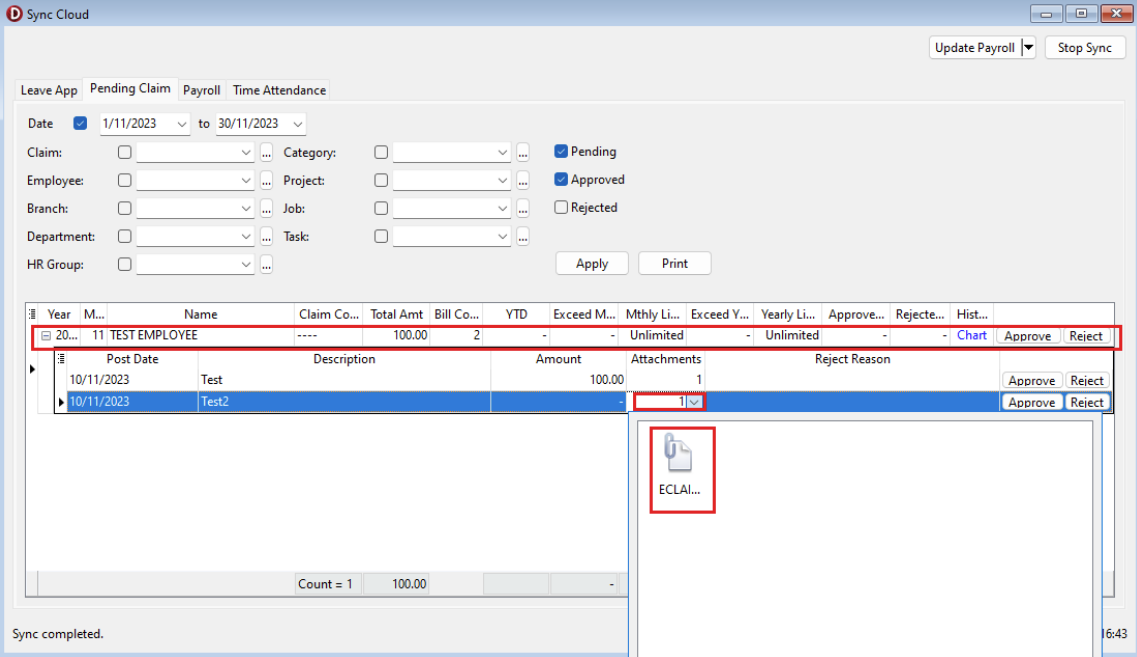 D Sync Cloud
Update Payroll Stop Sync
Leave App Pending Claim Payroll Time Attendance
Date 1/11/2023 to 30/11/2023
Claim: ... Category: ... Pending
Employee: ... Project: ... Approved
Branch: ... Job: ... Rejected
Department: ... Task: ...
HR Group: ... Apply Print
Year M... Name Claim Co... Total Amt Bill Co... YTD Exceed M... Mthly Li... Exceed Y... Yearly Li... Approve... Rejecte... Hist...
20... 11 TEST EMPLOYEE ---- 100.00 2 - - Unlimited - Unlimited - - Chart Approve Reject
Post Date Description Amount Attachments Reject Reason
10/11/2023 Test 100.00 1 Approve Reject
10/11/2023 Test2 - 1 Approve Reject
ECLAI...
Count = 1 100.00 -
Sync completed. 16:43